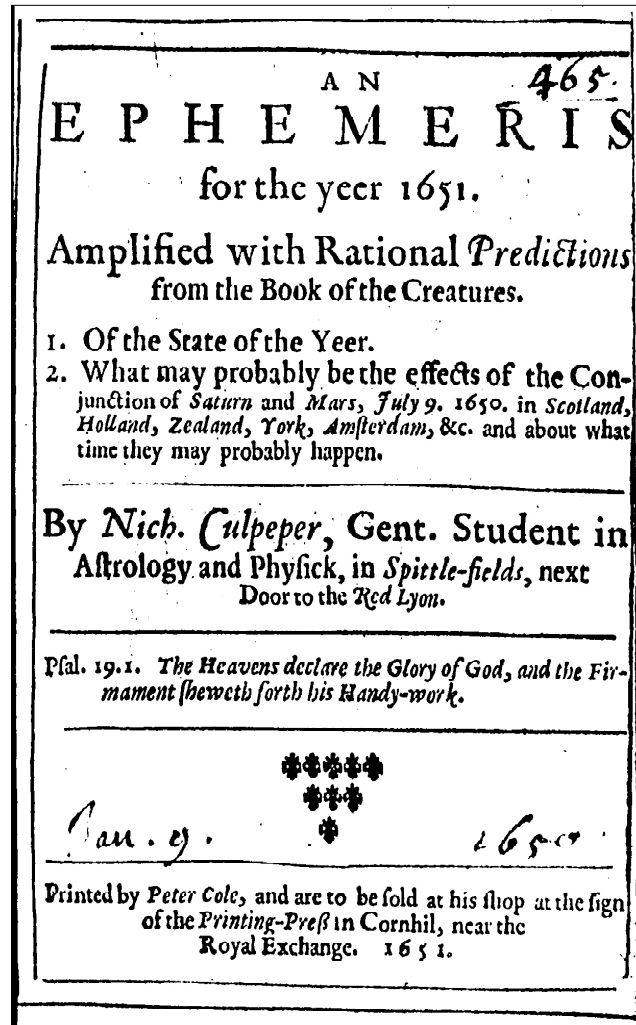 465.
AN
EPHEMERIS
for the yeer 1651.
Amplified with Rational Predictions
from the Book of the Creatures.
1. Of the State of the Yeer.
2. What may probably be the effects of the Con-
junction of Saturn and Mars, July 9. 1650. in Scotland,
Holland, Zealand, York, Amſterdam, &c. and about what
time they may probably happen.
By Nich. Culpeper, Gent. Student in
Aſtrology and Phyſick, in Spittle-fields, next
Door to the Red Lyon.
Pſal. 19.1. The Heavens declare the Glory of God, and the Fir-
mament ſheweth forth his Handy-work.
Jan. 9. 1650
Printed by Peter Cole, and are to be ſold at his ſhop at the ſign
of the Printing-Preß in Cornhil, near the
Royal Exchange. 1651.